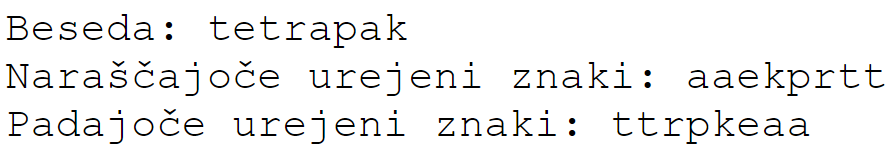 Beseda: tetrapak
Naraščajoče urejeni znaki: aaekprtt
Padajoče urejeni znaki: ttrpkeaa